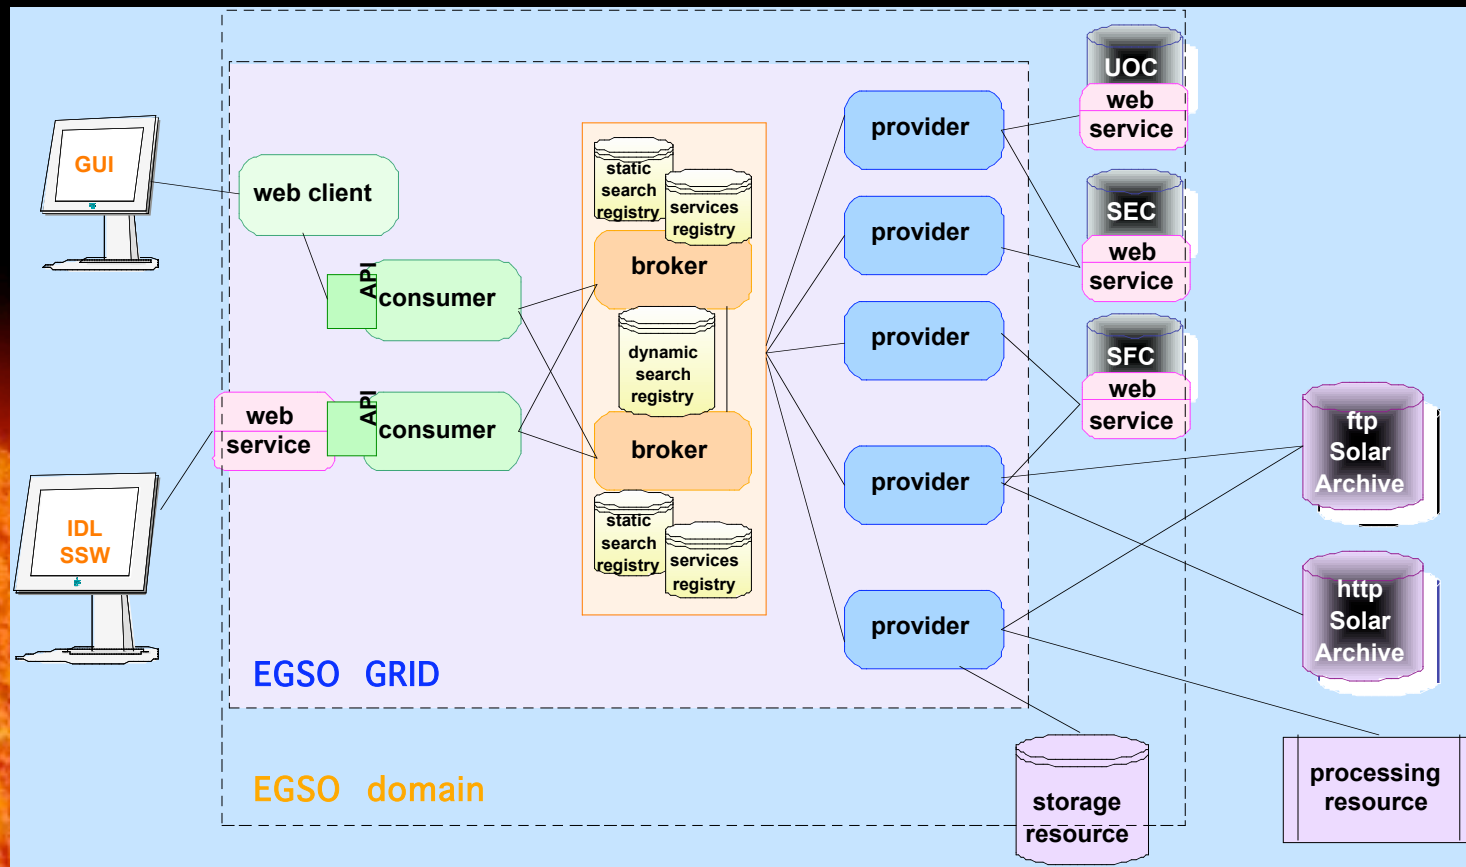 GUI
web client
API
consumer
web
service
API
consumer
IDL
SSW
static
search
registry
services
registry
broker
dynamic
search
registry
broker
static
search
registry
services
registry
provider
provider
provider
provider
provider
UOC
web
service
SEC
web
service
SFC
web
service
ftp
Solar
Archive
http
Solar
Archive
EGSO GRID
EGSO domain
storage
resource
processing
resource